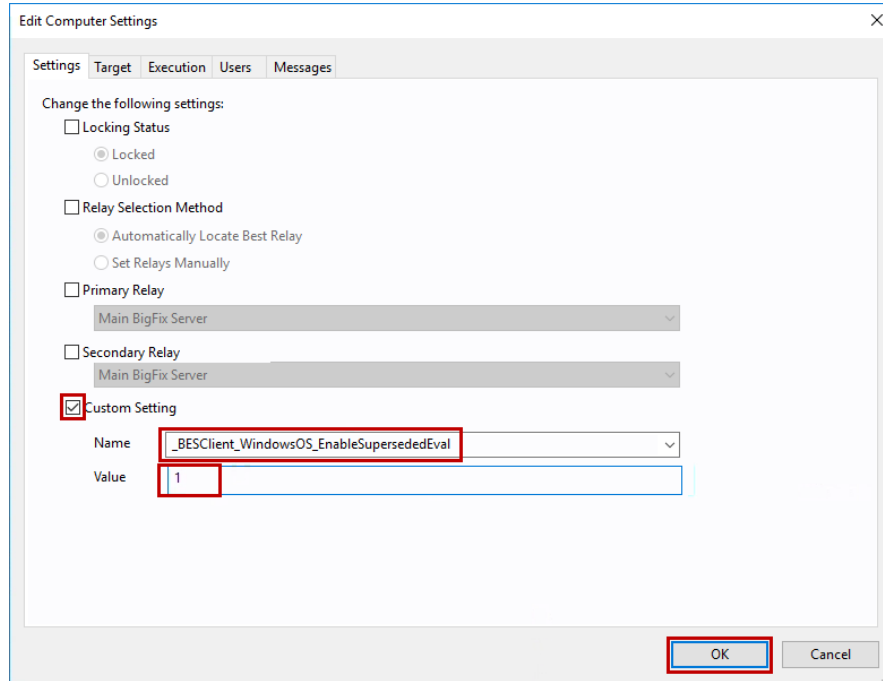 Edit Computer Settings
Settings Target Execution Users Messages
Change the following settings:
Locking Status
Locked
Unlocked
Relay Selection Method
Automatically Locate Best Relay
Set Relays Manually
Primary Relay
Main BigFix Server
Secondary Relay
Main BigFix Server
Custom Setting
Name _BESClient_WindowsOS_EnableSupersededEval
Value 1
OK Cancel